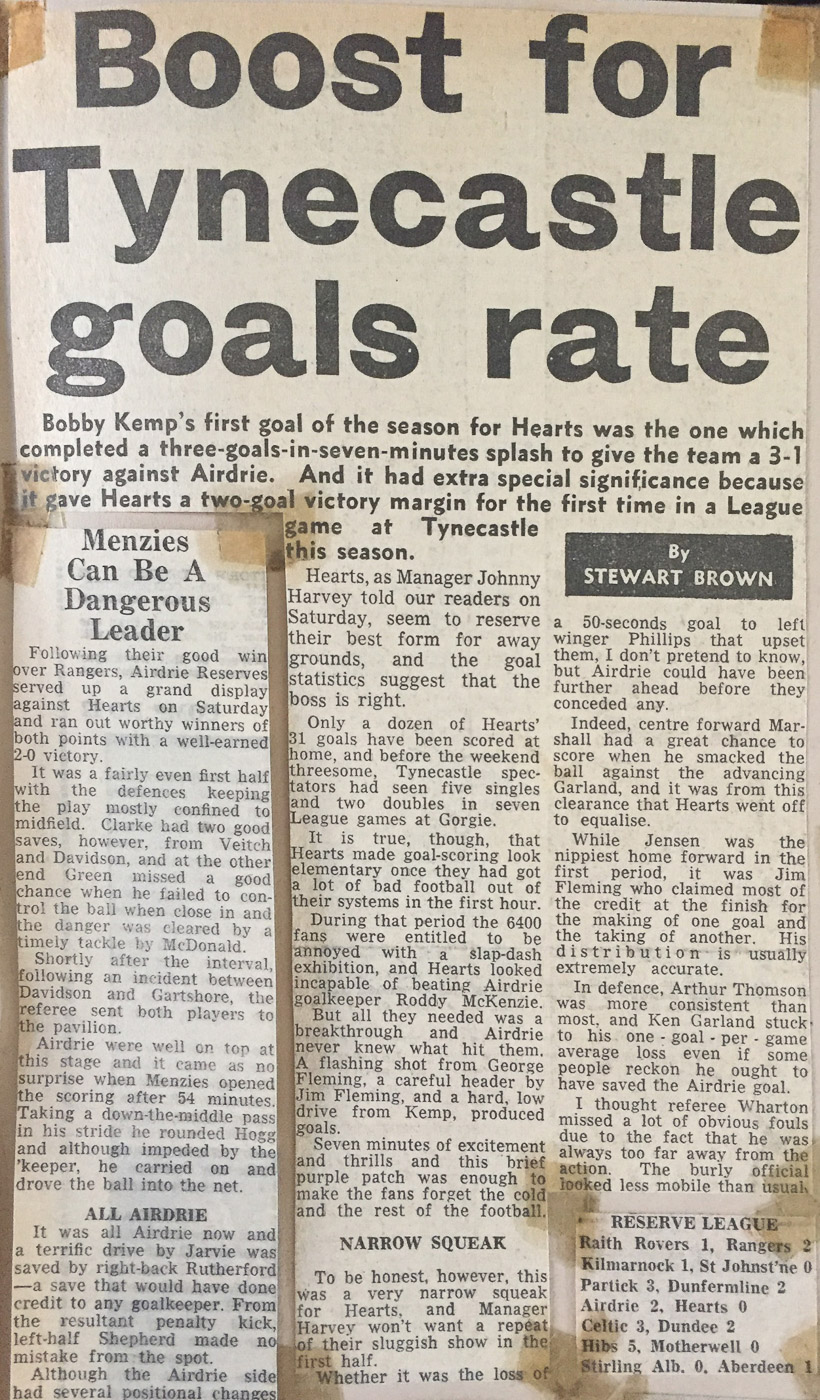 Boost for
Tynecastle
goals rate
Bobby Kemp's first goal of the season for Hearts was the one which
completed a three-goals-in-seven-minutes splash to give the team a 3-1
victory against Airdrie. And it had extra special significance because
it gave Hearts a two-goal victory margin for the first time in a League
game at Tynecastle
this season.
Hearts, as Manager Johnny
Harvey told our readers on
Saturday, seem to reserve
their best form for away
grounds, and the goal
statistics suggest that the
boss is right.
Only a dozen of Hearts'
31 goals have been scored at
home, and before the weekend
threesome, Tynecastle spec-
tators had seen five singles
and two doubles in seven
League games at Gorgie.
It is true, though, that
Hearts made goal-scoring look
elementary once they had got
a lot of bad football out of
their systems in the first hour.
During that period the 6400
fans were entitled to be
annoyed with a slap-dash
exhibition, and Hearts looked
incapable of beating Airdrie
goalkeeper Roddy McKenzie.
But all they needed was a
breakthrough and Airdrie
never knew what hit them.
A flashing shot from George
Fleming, a careful header by
Jim Fleming, and a hard, low
drive from Kemp, produced
goals.
Seven minutes of excitement
and thrills and this brief
purple patch was enough to
make the fans forget the cold
and the rest of the football.
NARROW SQUEAK
To be honest, however, this
was a very narrow squeak
for Hearts, and Manager
Harvey won't want a repeat
of their sluggish show in the
first half.
Whether it was the loss of
By
STEWART BROWN
a 50-seconds goal to left
winger Phillips that upset
them, I don't pretend to know,
but Airdrie could have been
further ahead before they
conceded any.
Indeed, centre forward Mar-
shall had a great chance to
score when he smacked the
ball against the advancing
Garland, and it was from this
clearance that Hearts went off
to equalise.
While Jensen was the
nippiest home forward in the
first period, it was Jim
Fleming who claimed most of
the credit at the finish for
the making of one goal and
the taking of another. His
distribution is usually
extremely accurate.
In defence, Arthur Thomson
was more consistent than
most, and Ken Garland stuck
to his one-goal-per-game
average loss even if some
people reckon he ought to
have saved the Airdrie goal.
I thought referee Wharton
missed a lot of obvious fouls
due to the fact that he was
always too far away from the
action. The burly official
looked less mobile than usual.
Menzies
Can Be A
Dangerous
Leader
Following their good win
over Rangers, Airdrie Reserves
served up a grand display
against Hearts on Saturday
and ran out worthy winners of
both points with a well-earned
2-0 victory.
It was a fairly even first half
with the defences keeping
the play mostly confined to
midfield. Clarke had two good
saves, however, from Veitch
and Davidson, and at the other
end Green missed a good
chance when he failed to con-
trol the ball when close in and
the danger was cleared by a
timely tackle by McDonald.
Shortly after the interval,
following an incident between
Davidson and Gartshore, the
referee sent both players to
the pavilion.
Airdrie were well on top at
this stage and it came as no
surprise when Menzies opened
the scoring after 54 minutes.
Taking a down-the-middle pass
in his stride he rounded Hogg
and although impeded by the
'keeper, he carried on and
drove the ball into the net.
ALL AIRDRIE
It was all Airdrie now and
a terrific drive by Jarvie was
saved by right-back Rutherford
—a save that would have done
credit to any goalkeeper. From
the resultant penalty kick,
left-half Shepherd made no
mistake from the spot.
Although the Airdrie side
had several positional changes
RESERVE LEAGUE
Raith Rovers 1, Rangers 2
Kilmarnock 1, St Johnst'ne 0
Partick 3, Dunfermline 2
Airdrie 2, Hearts 0
Celtic 3, Dundee 2
Hibs 5, Motherwell 0
Stirling Alb. 0, Aberdeen 1